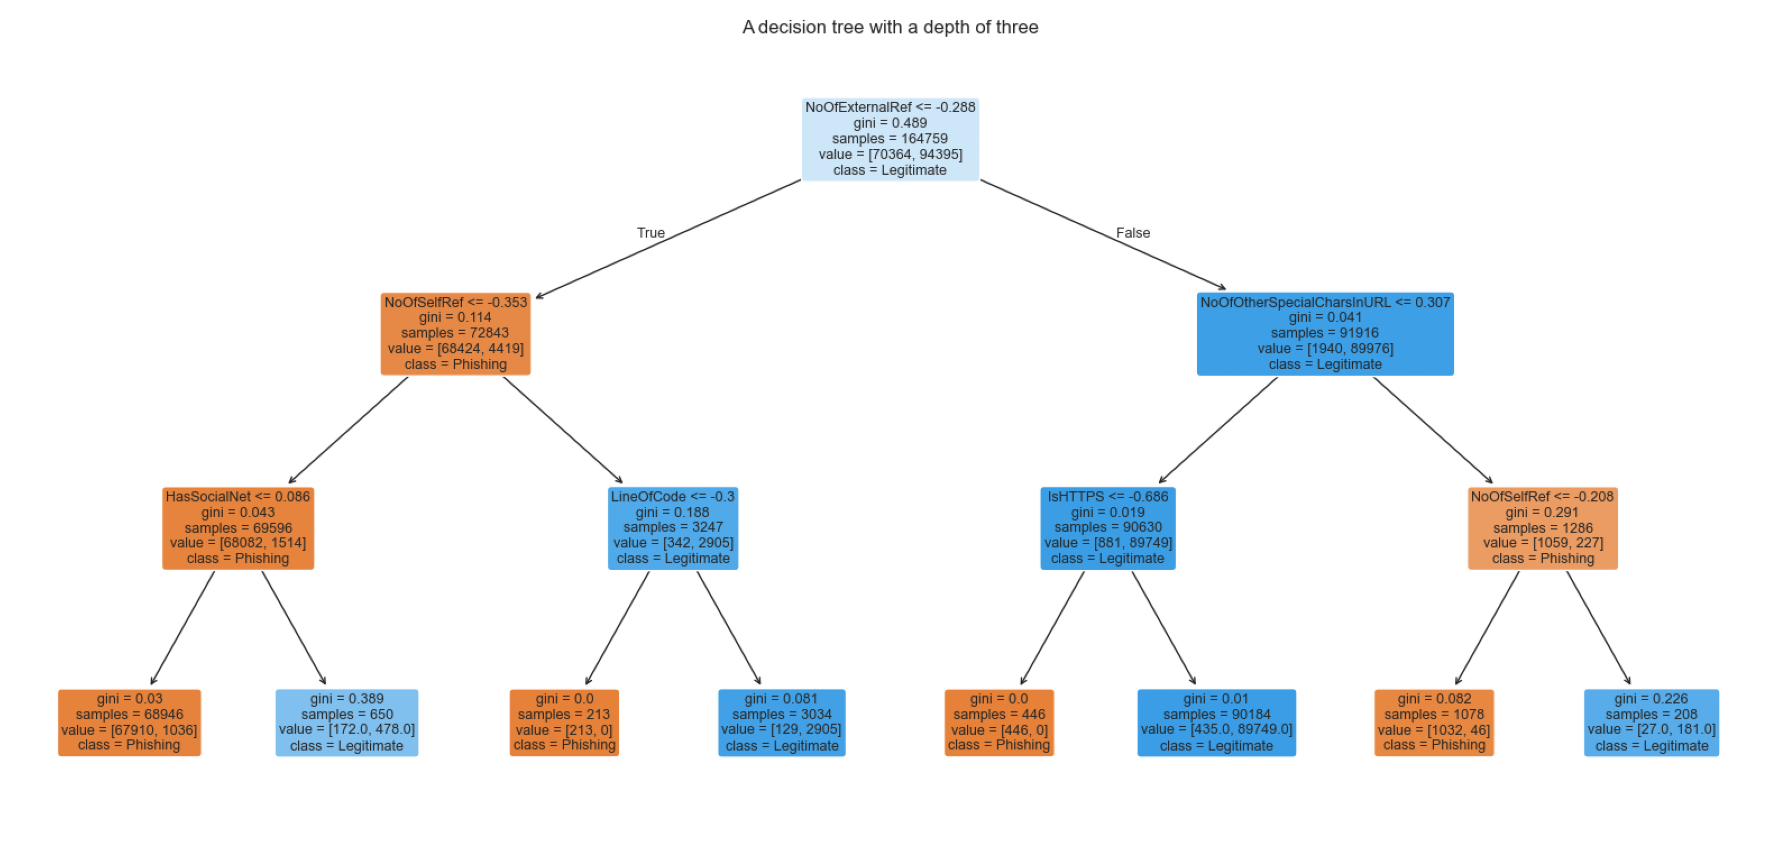 A decision tree with a depth of three
NoOfExternalRef <= -0.288
gini = 0.489
samples = 164759
value = [70364, 94395]
class = Legitimate
True
False
NoOfSelfRef <= -0.353
gini = 0.114
samples = 72843
value = [68424, 4419]
class = Phishing
NoOfOtherSpecialCharsInURL <= 0.307
gini = 0.041
samples = 91916
value = [1940, 89976]
class = Legitimate
HasSocialNet <= 0.086
gini = 0.043
samples = 69596
value = [68082, 1514]
class = Phishing
LineOfCode <= -0.3
gini = 0.188
samples = 3247
value = [342, 2905]
class = Legitimate
IsHTTPS <= -0.686
gini = 0.019
samples = 90630
value = [881, 89749]
class = Legitimate
NoOfSelfRef <= -0.208
gini = 0.291
samples = 1286
value = [1059, 227]
class = Phishing
gini = 0.03
samples = 68946
value = [67910, 1036]
class = Phishing
gini = 0.389
samples = 650
value = [172.0, 478.0]
class = Legitimate
gini = 0.0
samples = 213
value = [213, 0]
class = Phishing
gini = 0.081
samples = 3034
value = [129, 2905]
class = Legitimate
gini = 0.0
samples = 446
value = [446, 0]
class = Phishing
gini = 0.01
samples = 90184
value = [435.0, 89749.0]
class = Legitimate
gini = 0.082
samples = 1078
value = [1032, 46]
class = Phishing
gini = 0.226
samples = 208
value = [27.0, 181.0]
class = Legitimate